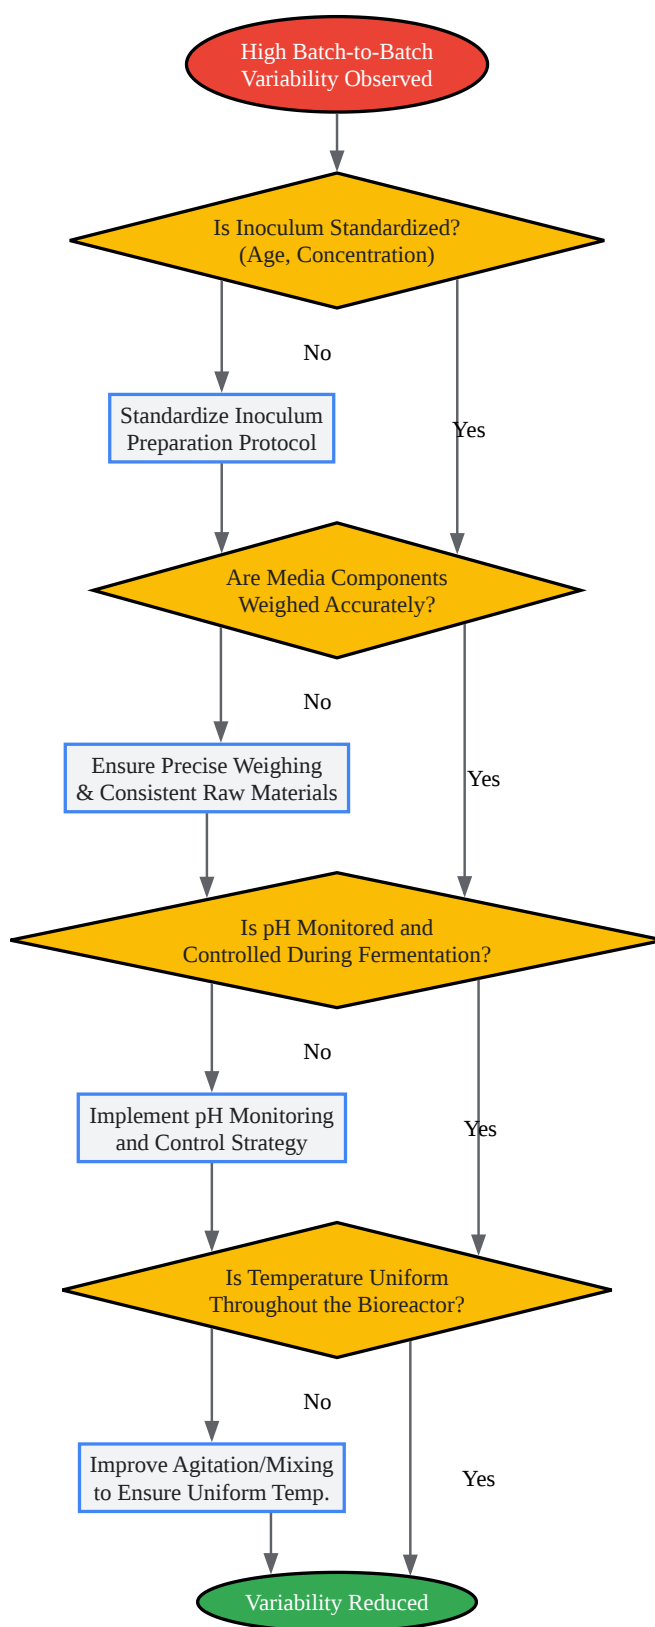 High Batch-to-Batch
Variability Observed
Is Inoculum Standardized?
(Age, Concentration)
No
Standardize Inoculum
Preparation Protocol
Yes
Are Media Components
Weighed Accurately?
No
Ensure Precise Weighing
& Consistent Raw Materials
Yes
Is pH Monitored and
Controlled During Fermentation?
No
Implement pH Monitoring
and Control Strategy
Yes
Is Temperature Uniform
Throughout the Bioreactor?
No
Improve Agitation/Mixing
to Ensure Uniform Temp.
Yes
Variability Reduced